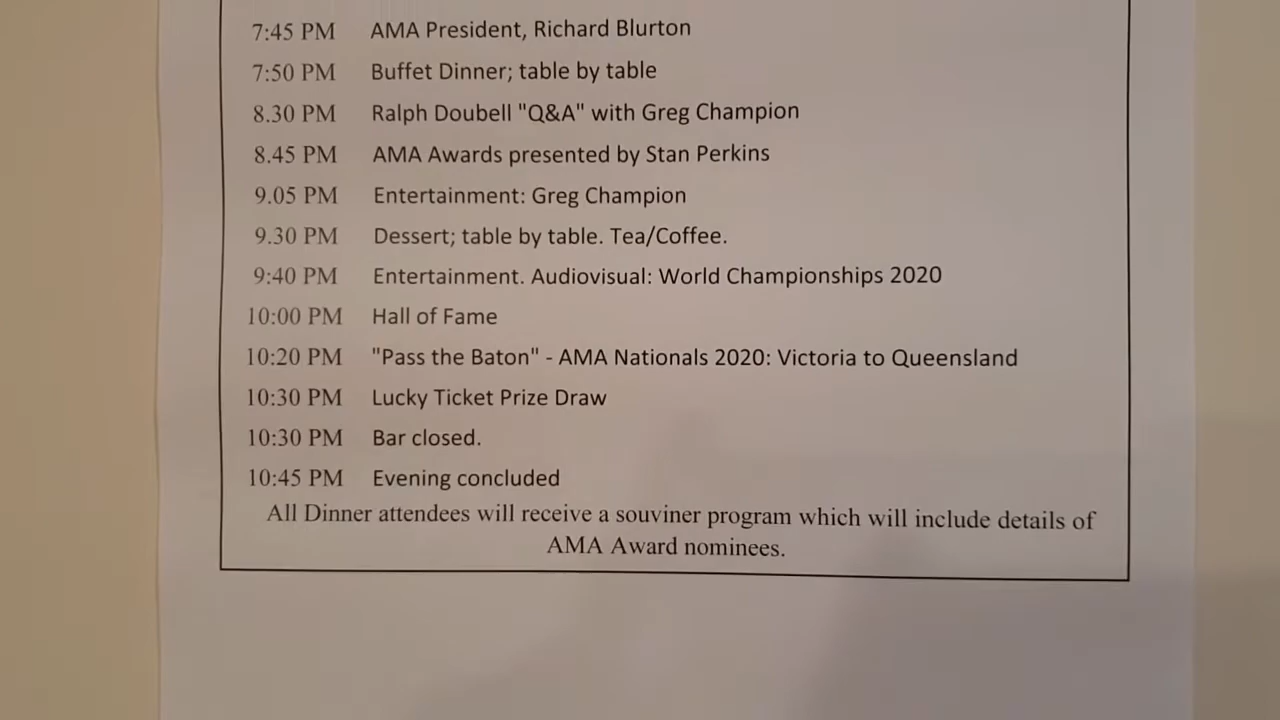 7:45 PM AMA President, Richard Blurton
7:50 PM Buffet Dinner; table by table
8.30 PM Ralph Doubell "Q&A" with Greg Champion
8.45 PM AMA Awards presented by Stan Perkins
9.05 PM Entertainment: Greg Champion
9.30 PM Dessert; table by table. Tea/Coffee.
9:40 PM Entertainment. Audiovisual: World Championships 2020
10:00 PM Hall of Fame
10:20 PM "Pass the Baton" - AMA Nationals 2020: Victoria to Queensland
10:30 PM Lucky Ticket Prize Draw
10:30 PM Bar closed.
10:45 PM Evening concluded
All Dinner attendees will receive a souviner program which will include details of
AMA Award nominees.